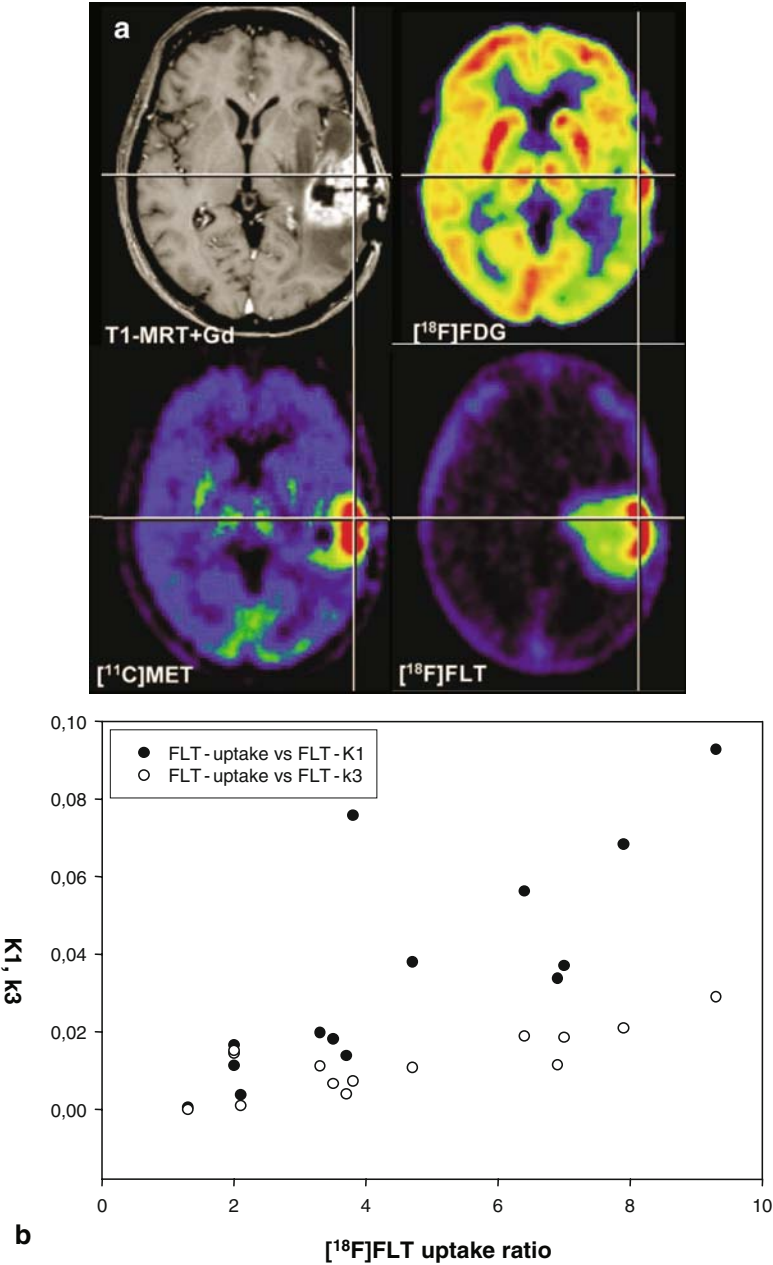 a
T1-MRT+Gd
[18F]FDG
[11C]MET
[18F]FLT
0,10
0,08
0,06
0,04
0,02
0,00
K1, k3
FLT-uptake vs FLT-K1
FLT-uptake vs FLT-k3
0 2 4 6 8 10
b
[18F]FLT uptake ratio